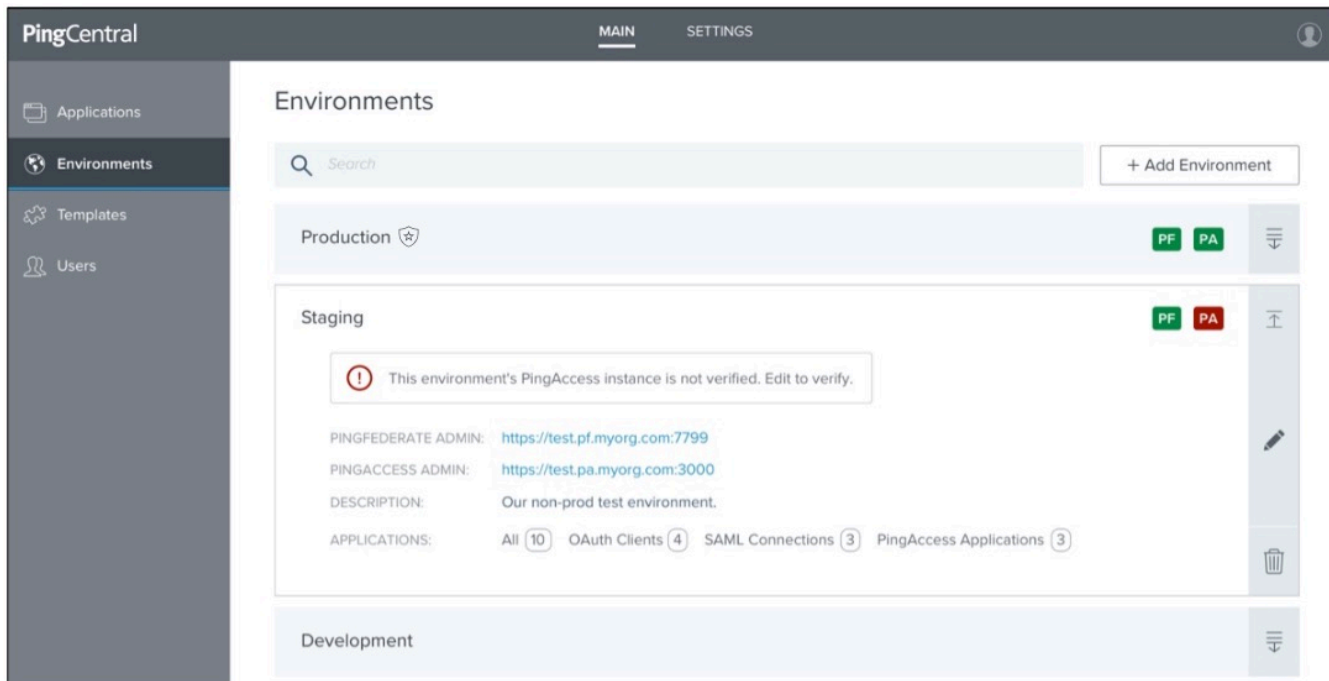 PingCentral
MAIN SETTINGS
Applications
Environments
Templates
Users
Environments
Search
+ Add Environment
Production PF PA
Staging PF PA
! This environment's PingAccess instance is not verified. Edit to verify.
PINGFEDERATE ADMIN: https://test.pf.myorg.com:7799
PINGACCESS ADMIN: https://test.pa.myorg.com:3000
DESCRIPTION: Our non-prod test environment.
APPLICATIONS: All 10 OAuth Clients 4 SAML Connections 3 PingAccess Applications 3
Development